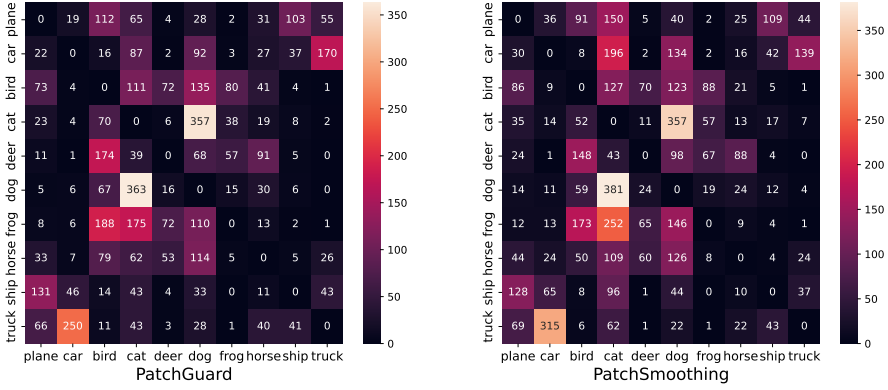 plane 0 19 112 65 4 28 2 31 103 55
car 22 0 16 87 2 92 3 27 37 170
bird 73 4 0 111 72 135 80 41 4 1
cat 23 4 70 0 6 357 38 19 8 2
deer 11 1 174 39 0 68 57 91 5 0
dog 5 6 67 363 16 0 15 30 6 0
frog 8 6 188 175 72 110 0 13 2 1
horse 33 7 79 62 53 114 5 0 5 26
ship 131 46 14 43 4 33 0 11 0 43
truck 66 250 11 43 3 28 1 40 41 0
plane car bird cat deer dog frog horse ship truck
PatchGuard
350
300
250
200
150
100
50
0
plane 0 36 91 150 5 40 2 25 109 44
car 30 0 8 196 2 134 2 16 42 139
bird 86 9 0 127 70 123 88 21 5 1
cat 35 14 52 0 11 357 57 13 17 7
deer 24 1 148 43 0 98 67 88 4 0
dog 14 11 59 381 24 0 19 24 12 4
frog 12 13 173 252 65 146 0 9 4 1
horse 44 24 50 109 60 126 8 0 4 24
ship 128 65 8 96 1 44 0 10 0 37
truck 69 315 6 62 1 22 1 22 43 0
plane car bird cat deer dog frog horse ship truck
PatchSmoothing
350
300
250
200
150
100
50
0